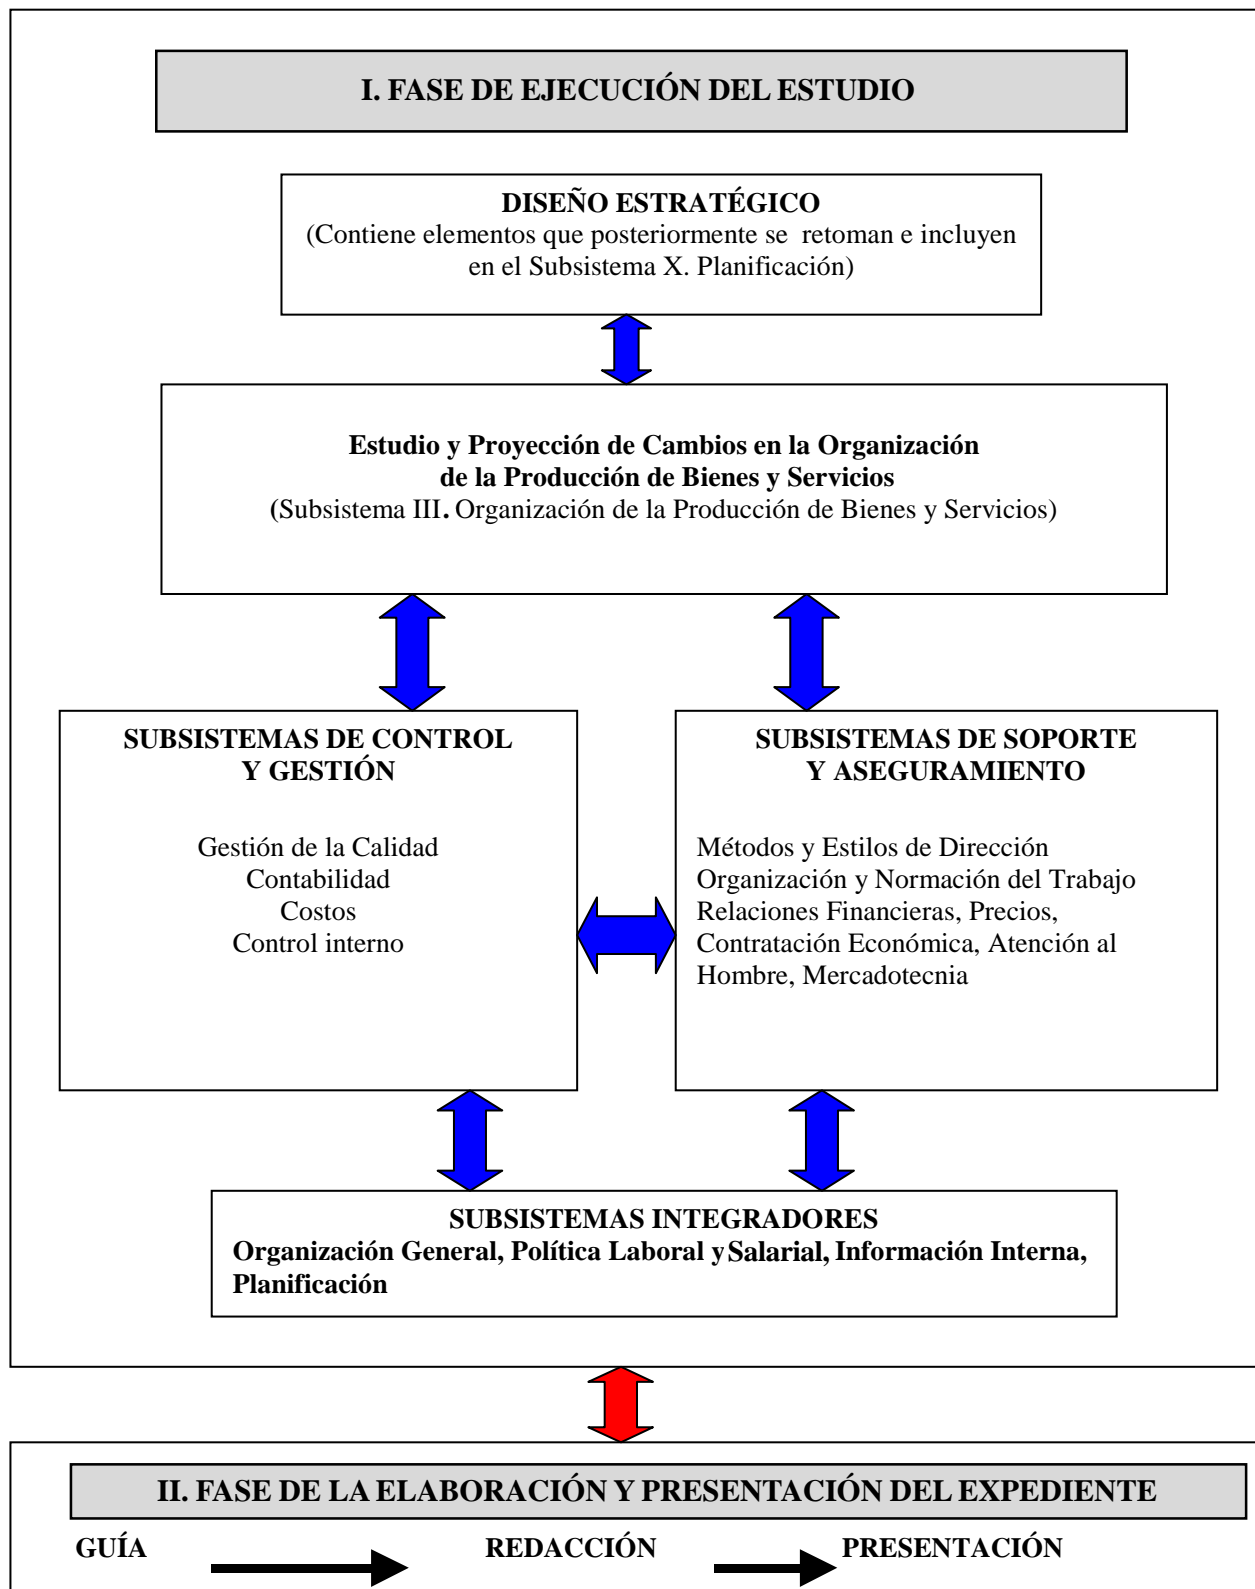 I. FASE DE EJECUCIÓN DEL ESTUDIO
DISEÑO ESTRATÉGICO
(Contiene elementos que posteriormente se retoman e incluyen
en el Subsistema X. Planificación)
Estudio y Proyección de Cambios en la Organización
de la Producción de Bienes y Servicios
(Subsistema III. Organización de la Producción de Bienes y Servicios)
SUBSISTEMAS DE CONTROL
Y GESTIÓN
Gestión de la Calidad
Contabilidad
Costos
Control interno
SUBSISTEMAS DE SOPORTE
Y ASEGURAMIENTO
Métodos y Estilos de Dirección
Organización y Normación del Trabajo
Relaciones Financieras, Precios,
Contratación Económica, Atención al
Hombre, Mercadotecnia
SUBSISTEMAS INTEGRADORES
Organización General, Política Laboral y Salarial, Información Interna,
Planificación
II. FASE DE LA ELABORACIÓN Y PRESENTACIÓN DEL EXPEDIENTE
GUÍA REDACCIÓN PRESENTACIÓN